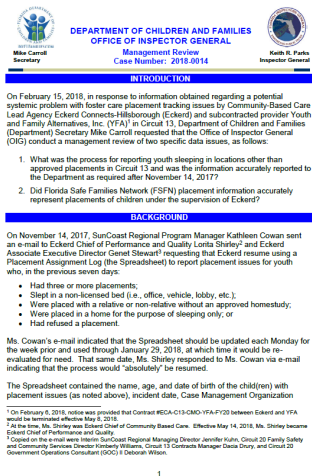 DEPARTMENT OF CHILDREN AND FAMILIES
OFFICE OF INSPECTOR GENERAL
Management Review
Case Number: 2018-0014
Mike Carroll
Secretary
Keith R. Parks
Inspector General
INTRODUCTION
On February 15, 2018, in response to information obtained regarding a potential
systemic problem with foster care placement tracking issues by Community-Based Care
Lead Agency Eckerd Connects-Hillsborough (Eckerd) and subcontracted provider Youth
and Family Alternatives, Inc. (YFA)¹ in Circuit 13, Department of Children and Families
(Department) Secretary Mike Carroll requested that the Office of Inspector General
(OIG) conduct a management review of two specific data issues, as follows:
1. What was the process for reporting youth sleeping in locations other than
approved placements in Circuit 13 and was the information accurately reported to
the Department as required after November 14, 2017?
2. Did Florida Safe Families Network (FSFN) placement information accurately
represent placements of children under the supervision of Eckerd?
BACKGROUND
On November 14, 2017, SunCoast Regional Program Manager Kathleen Cowan sent
an e-mail to Eckerd Chief of Performance and Quality Lorita Shirley² and Eckerd
Associate Executive Director Genet Stewart³ requesting that Eckerd resume using a
Placement Assignment Log (the Spreadsheet) to report placement issues for youth
who, in the previous seven days:
• Had three or more placements;
• Slept in a non-licensed bed (i.e., office, vehicle, lobby, etc.);
• Were placed with a relative or non-relative without an approved homestudy;
• Were placed in a home for the purpose of sleeping only; or
• Had refused a placement.
Ms. Cowan's e-mail indicated that the Spreadsheet should be updated each Monday for
the week prior and used through January 29, 2018, at which time it would be re-
evaluated for need. That same date, Ms. Shirley responded to Ms. Cowan via e-mail
indicating that the process would "absolutely" be resumed.
The Spreadsheet contained the name, age, and date of birth of the child(ren) with
placement issues (as noted above), incident date, Case Management Organization
¹ On February 6, 2018, notice was provided that Contract #ECA-C13-CMO-YFA-FY20 between Eckerd and YFA
would be terminated effective May 8, 2018.
² At the time, Ms. Shirley was Eckerd Chief of Community Based Care. Effective May 14, 2018, Ms. Shirley became
Eckerd Chief of Performance and Quality.
³ Copied on the e-mail were Interim SunCoast Regional Managing Director Jennifer Kuhn, Circuit 20 Family Safety
and Community Services Director Kimberly Williams, Circuit 13 Contracts Manager Dacia Drury, and Circuit 20
Government Operations Consultant (GOC) II Deborah Wilson.
1